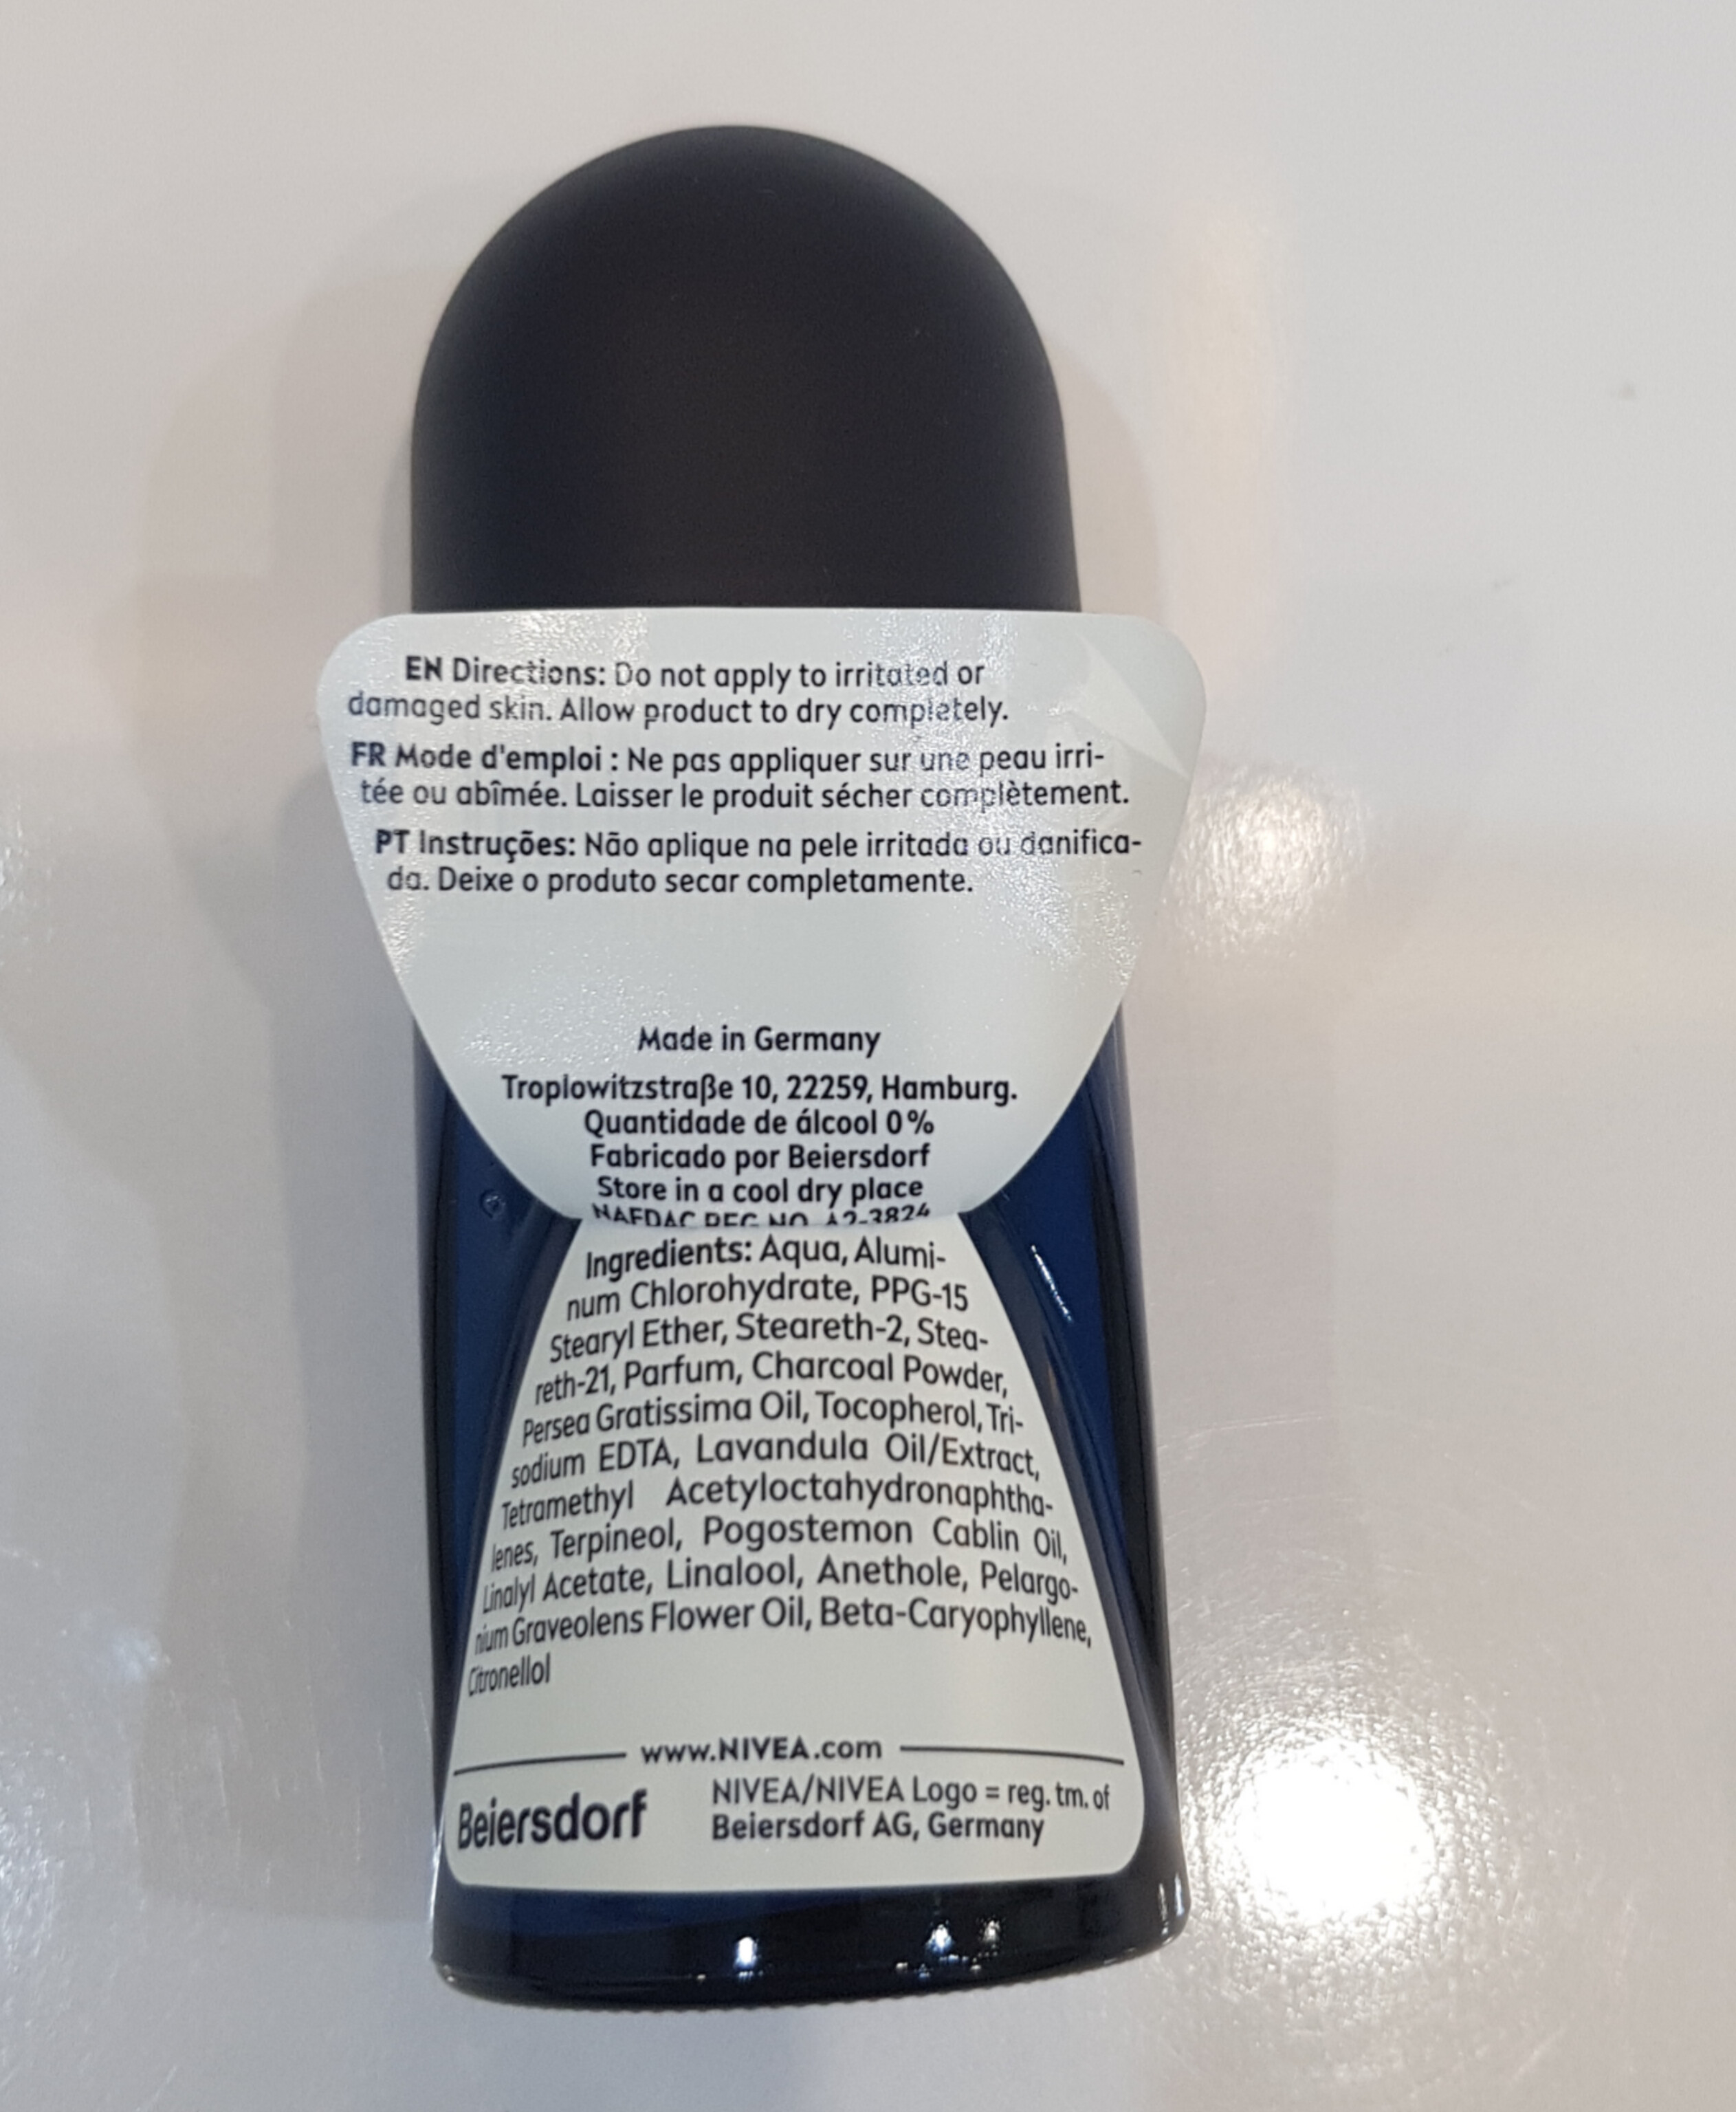 EN Directions: Do not apply to irritated or
damaged skin. Allow product to dry completely.
FR Mode d'emploi : Ne pas appliquer sur une peau irri-
tée ou abîmée. Laisser le produit sécher complètement.
PT Instruções: Não aplique na pele irritada ou danifica-
da. Deixe o produto secar completamente.
Made in Germany
Troplowitzstraße 10, 22259, Hamburg.
Quantidade de álcool 0%
Fabricado por Beiersdorf
Store in a cool dry place
NAFDAC REG NO. A2-3824
Ingredients: Aqua, Alumi-
num Chlorohydrate, PPG-15
Stearyl Ether, Steareth-2, Stea-
reth-21, Parfum, Charcoal Powder,
Persea Gratissima Oil, Tocopherol, Tri-
sodium EDTA, Lavandula Oil/Extract,
Tetramethyl Acetyloctahydronaphtha-
lenes, Terpineol, Pogostemon Cablin Oil,
Linalyl Acetate, Linalool, Anethole, Pelargo-
nium Graveolens Flower Oil, Beta-Caryophyllene,
Citronellol
www.NIVEA.com
Beiersdorf
NIVEA/NIVEA Logo = reg. tm. of
Beiersdorf AG, Germany